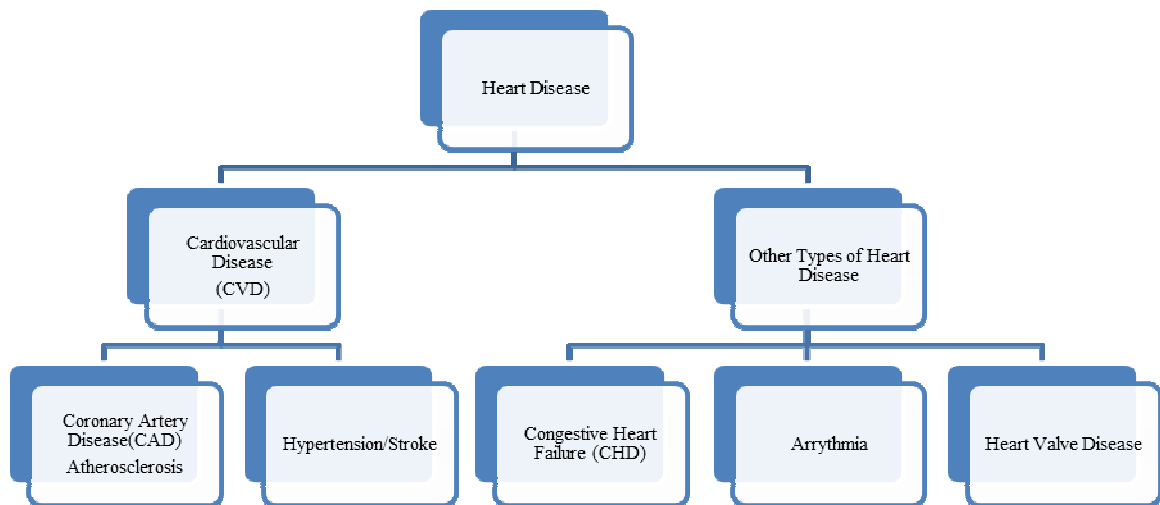 Heart Disease
Cardiovascular
Disease
(CVD)
Other Types of Heart
Disease
Coronary Artery
Disease(CAD)
Atherosclerosis
Hypertension/Stroke
Congestive Heart
Failure (CHD)
Arrythmia
Heart Valve Disease